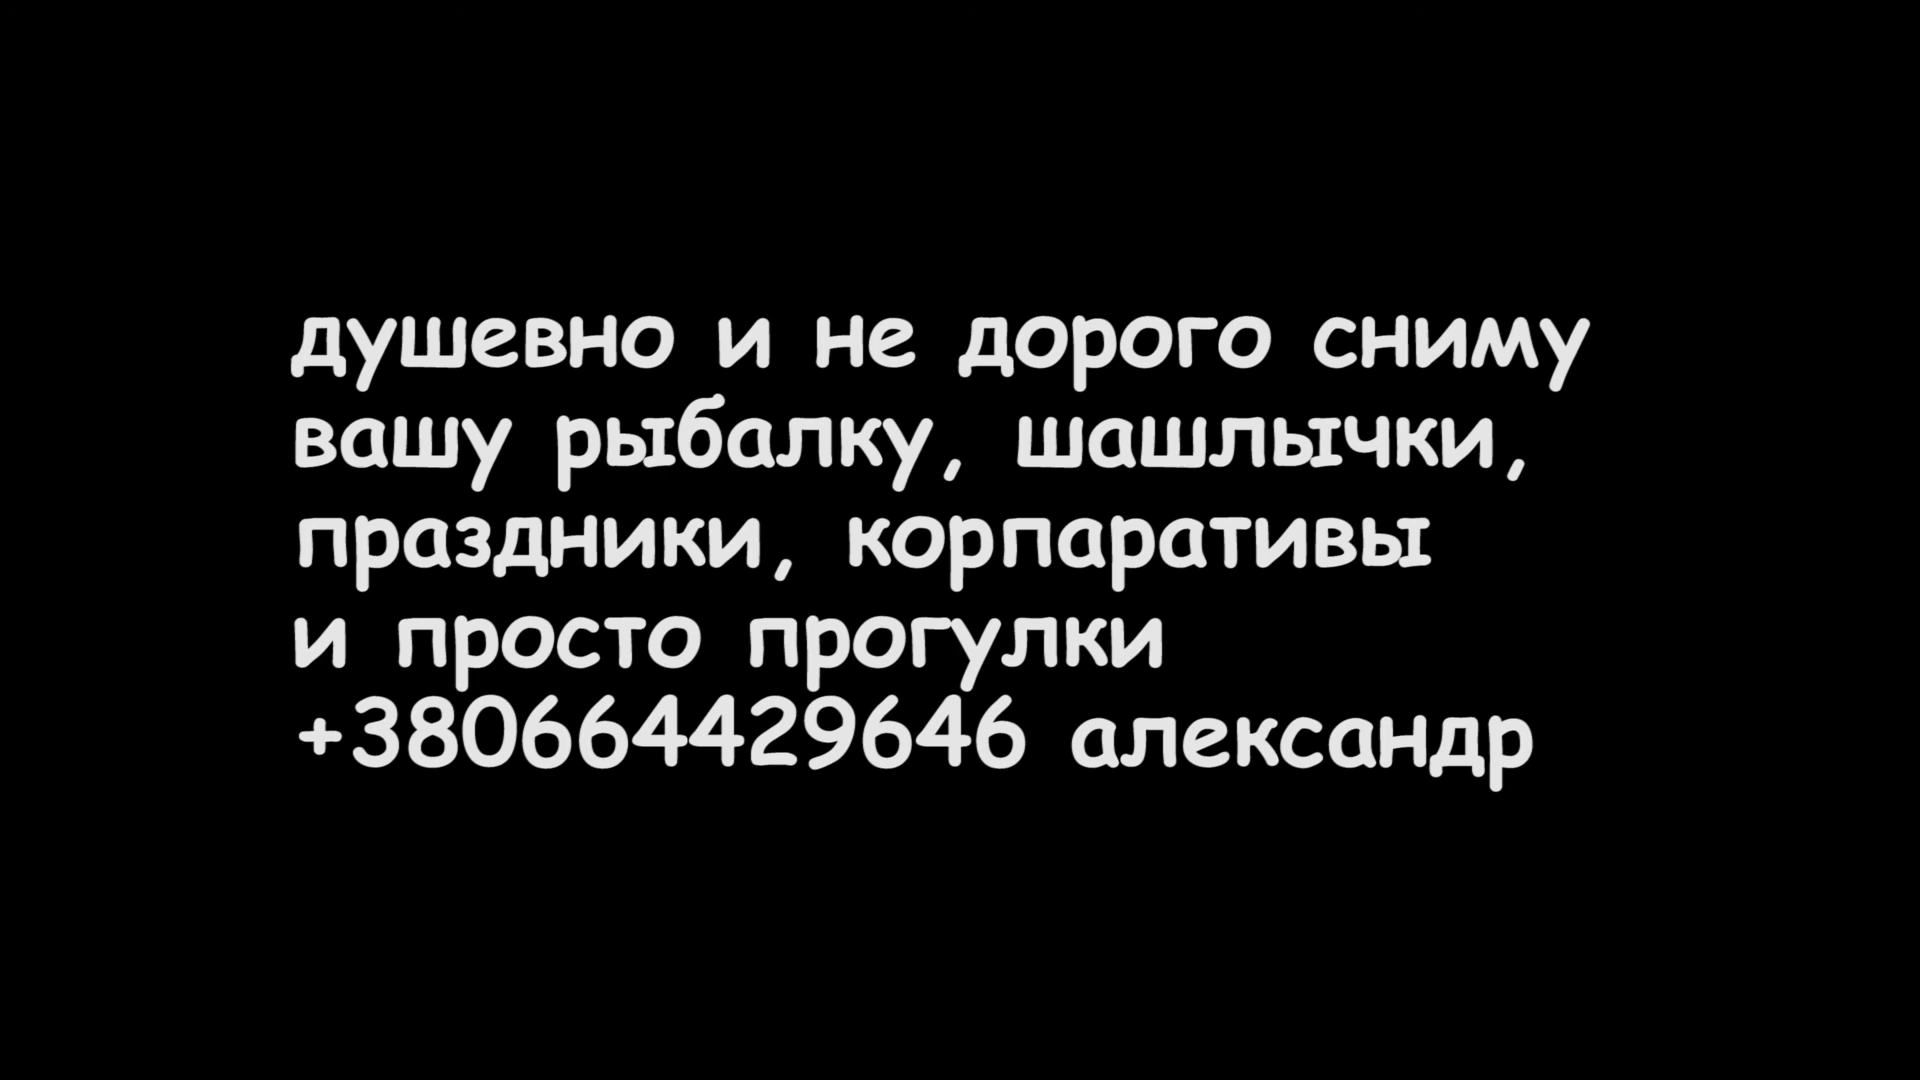 душевно и не дорого сниму
вашу рыбалку, шашлычки,
праздники, корпаративы
и просто прогулки
+380664429646 александр